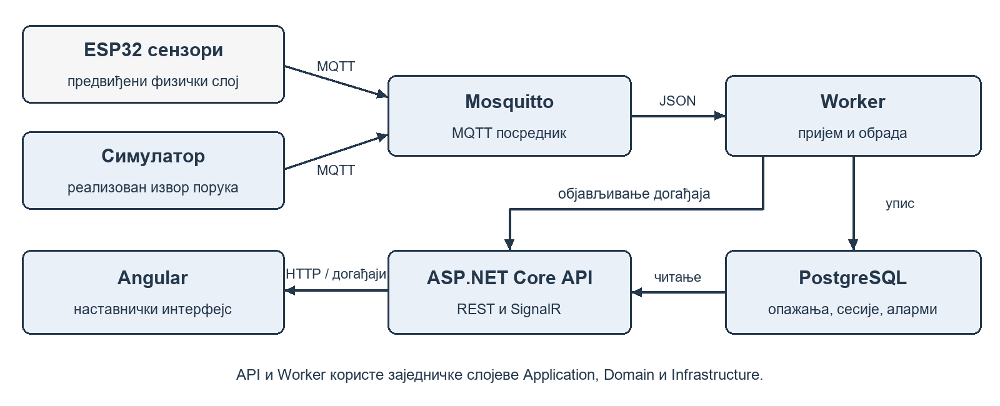 ESP32 сензори
предвиђени физички слој
MQTT
Симулатор
реализован извор порука
MQTT
Mosquitto
MQTT посредник
JSON
Worker
пријем и обрада
објављивање догађаја
упис
Angular
наставнички интерфејс
HTTP / догађаји
ASP.NET Core API
REST и SignalR
читање
PostgreSQL
опажања, сесије, аларми
API и Worker користе заједничке слојеве Application, Domain и Infrastructure.